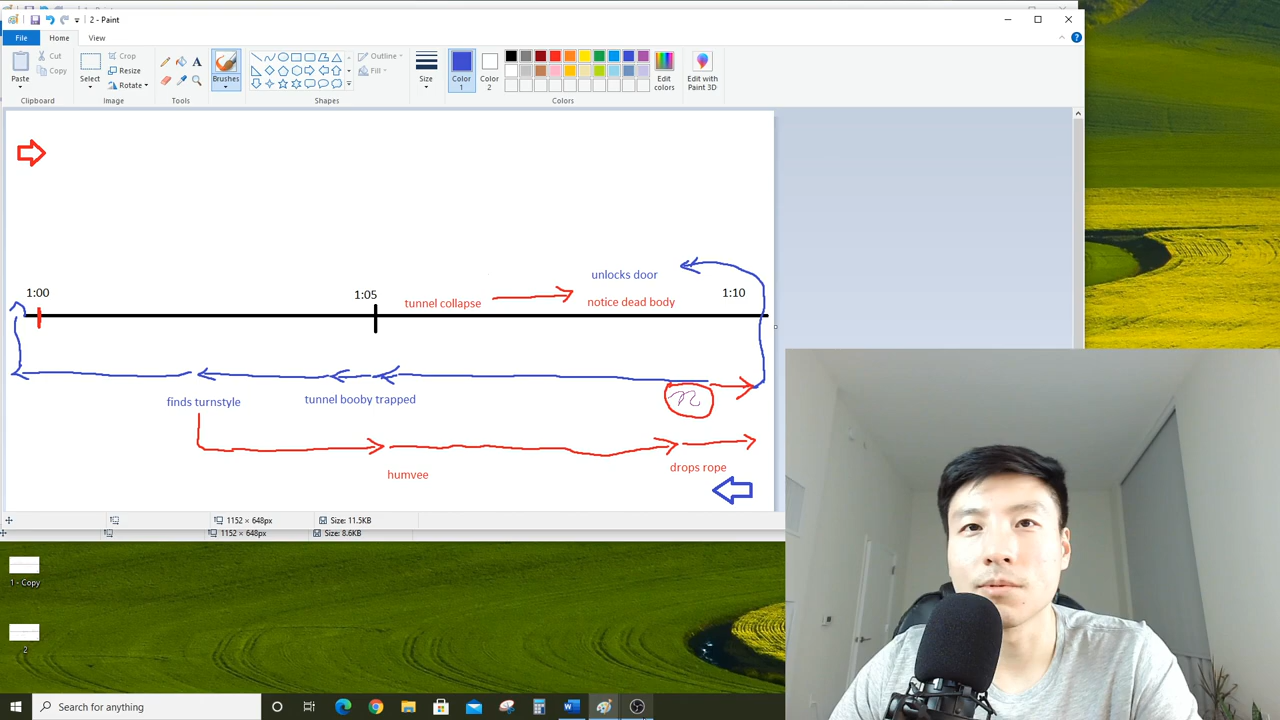 2 - Paint
File Home View
Cut
Copy
Paste
Crop
Resize
Rotate
Select
Brushes
Outline
Fill
Size
Color 1
Color 2
Edit colors
Edit with Paint 3D
Clipboard Image Tools Shapes Colors
1:00
1:05
1:10
unlocks door
tunnel collapse
notice dead body
finds turnstyle
tunnel booby trapped
n
humvee
drops rope
1152 × 648px Size: 11.5KB
1152 × 648px Size: 8.6KB
1 - Copy
2
Search for anything